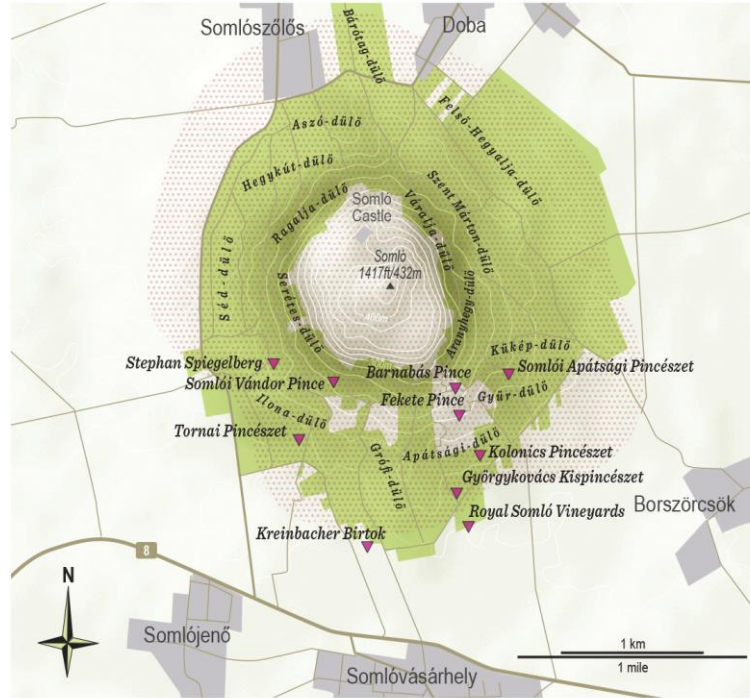 Somlószőlős
Doba
Bárótag-dűlő
Felső-Hegyalja-dűlő
Aszó-dűlő
Hegykút-dűlő
Szent Márton-dűlő
Ragalja-dűlő
Somló
Castle
Váralja-dűlő
Somló
1417ft/432m
400m
Séd-dűlő
Serétes-dűlő
Aranyhegy-dűlő
Kükép-dűlő
Stephan Spiegelberg
Somlói Vándor Pince
Barnabás Pince
Somlói Apátsági Pincészet
Fekete Pince
Gyűr-dűlő
Ilona-dűlő
Tornai Pincészet
Grófi-dűlő
Apátsági-dűlő
Kolonics Pincészet
Györgykovács Kispincészet
Borszörcsök
Royal Somló Vineyards
Kreinbacher Birtok
8
N
Somlójenő
Somlóvásárhely
1 km
1 mile